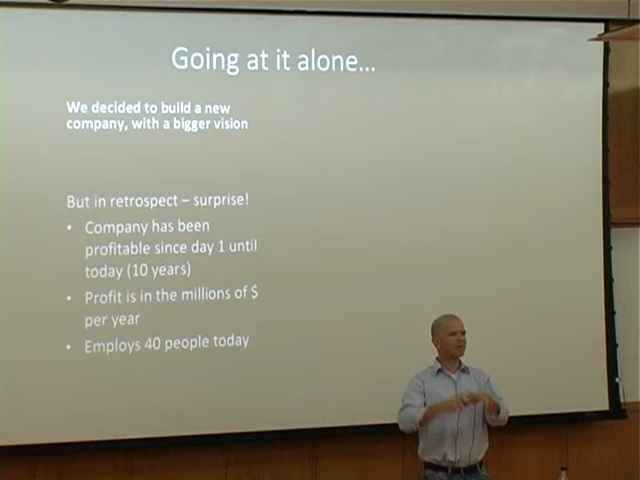 Going at it alone...
We decided to build a new
company, with a bigger vision
But in retrospect – surprise!
• Company has been
profitable since day 1 until
today (10 years)
• Profit is in the millions of $
per year
• Employs 40 people today